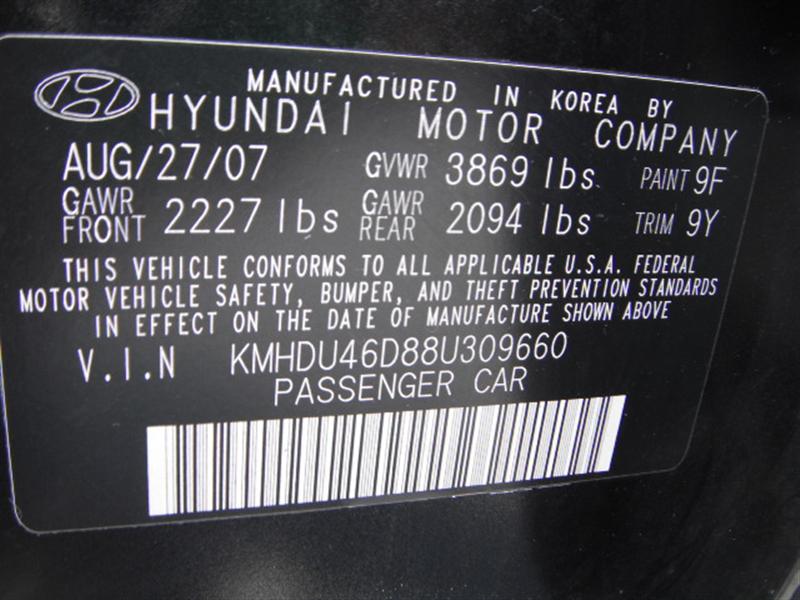 MANUFACTURED IN KOREA BY
HYUNDAI MOTOR COMPANY
AUG/27/07 GVWR 3869 lbs PAINT 9F
GAWR FRONT 2227 lbs GAWR REAR 2094 lbs TRIM 9Y
THIS VEHICLE CONFORMS TO ALL APPLICABLE U.S.A. FEDERAL
MOTOR VEHICLE SAFETY, BUMPER, AND THEFT PREVENTION STANDARDS
IN EFFECT ON THE DATE OF MANUFACTURE SHOWN ABOVE
V.I.N KMHDU46D88U309660
PASSENGER CAR